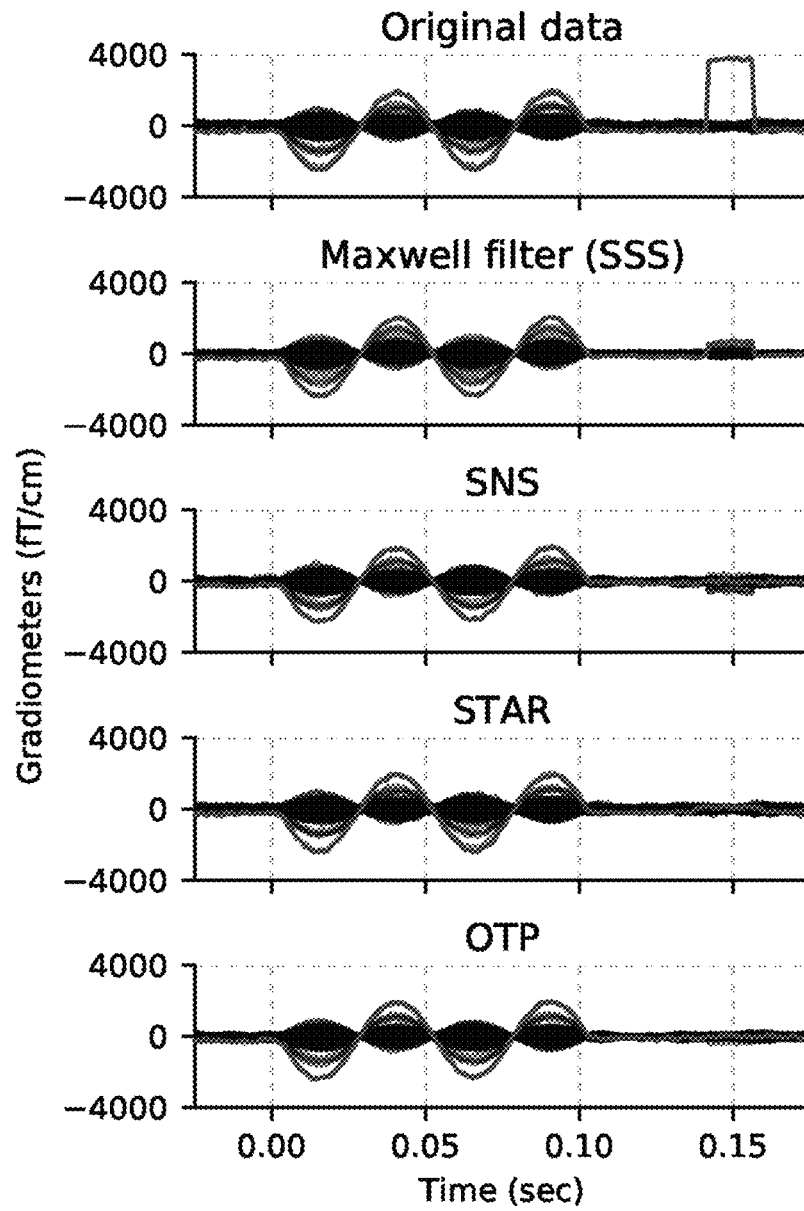 Original data
4000
0
−4000
Maxwell filter (SSS)
4000
0
−4000
SNS
4000
0
−4000
STAR
4000
0
−4000
OTP
4000
0
−4000
Gradiometers (fT/cm)
0.00 0.05 0.10 0.15
Time (sec)